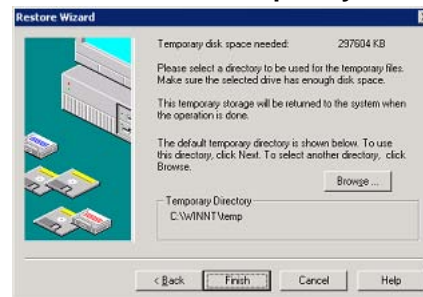 Restore Wizard
Temporary disk space needed: 297604 KB
Please select a directory to be used for the temporary files.
Make sure the selected drive has enough disk space.
This temporary storage will be returned to the system when
the operation is done.
The default temporary directory is shown below. To use
this directory, click Next. To select another directory, click
Browse.
Browse ...
Temporary Directory
C:\WINNT\temp
< Back
Finish
Cancel
Help